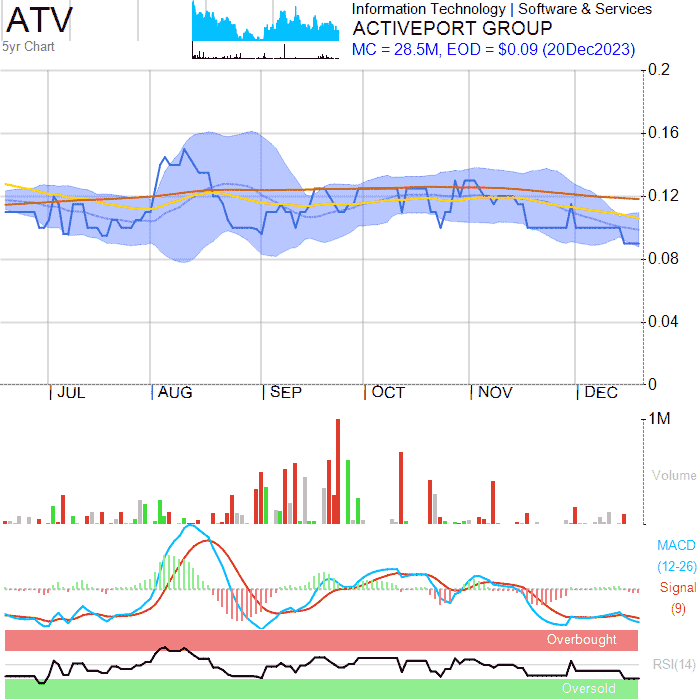 ATV
5yr Chart
Information Technology | Software & Services
ACTIVEPORT GROUP
MC = 28.5M, EOD = $0.09 (20Dec2023)
0.2
0.16
0.12
0.08
0.04
0
| JUL | AUG | SEP | OCT | NOV | DEC
1M
Volume
MACD
(12-26)
Signal
(9)
Overbought
RSI(14)
Oversold